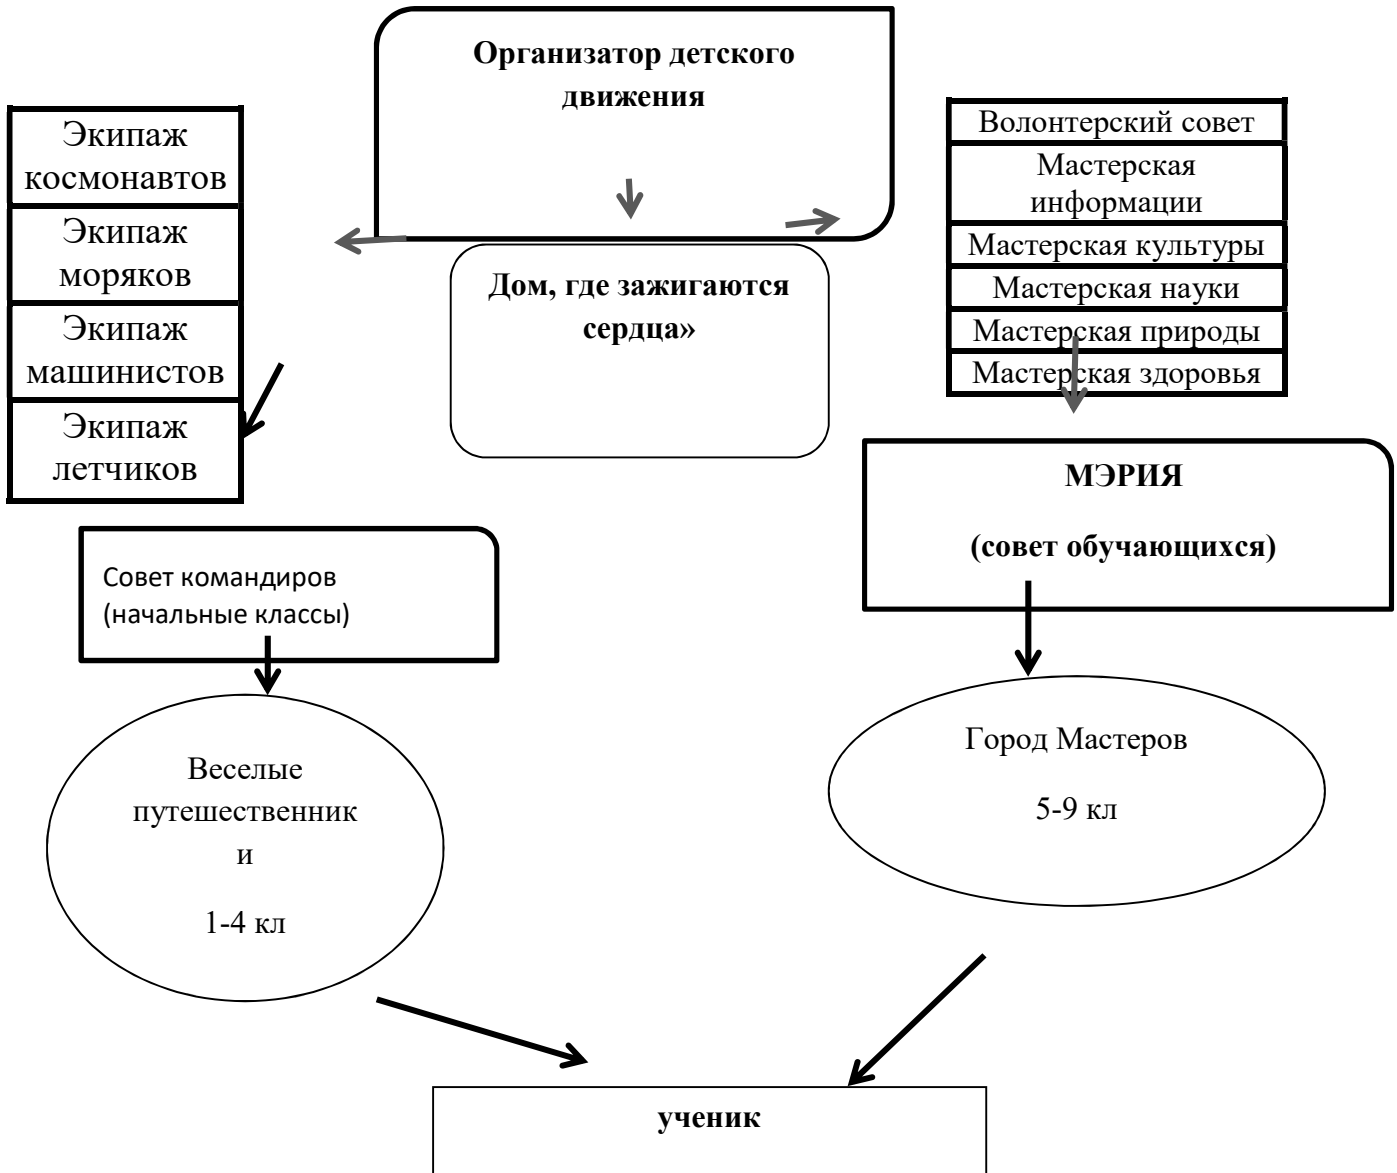 Организатор детского
движения
Экипаж
космонавтов
Экипаж
моряков
Экипаж
машинистов
Экипаж
летчиков
Волонтерский совет
Мастерская
информации
Мастерская культуры
Мастерская науки
Мастерская природы
Мастерская здоровья
Дом, где зажигаются
сердца»
МЭРИЯ
(совет обучающихся)
Совет командиров
(начальные классы)
Веселые
путешественник
и
1-4 кл
Город Мастеров
5-9 кл
ученик